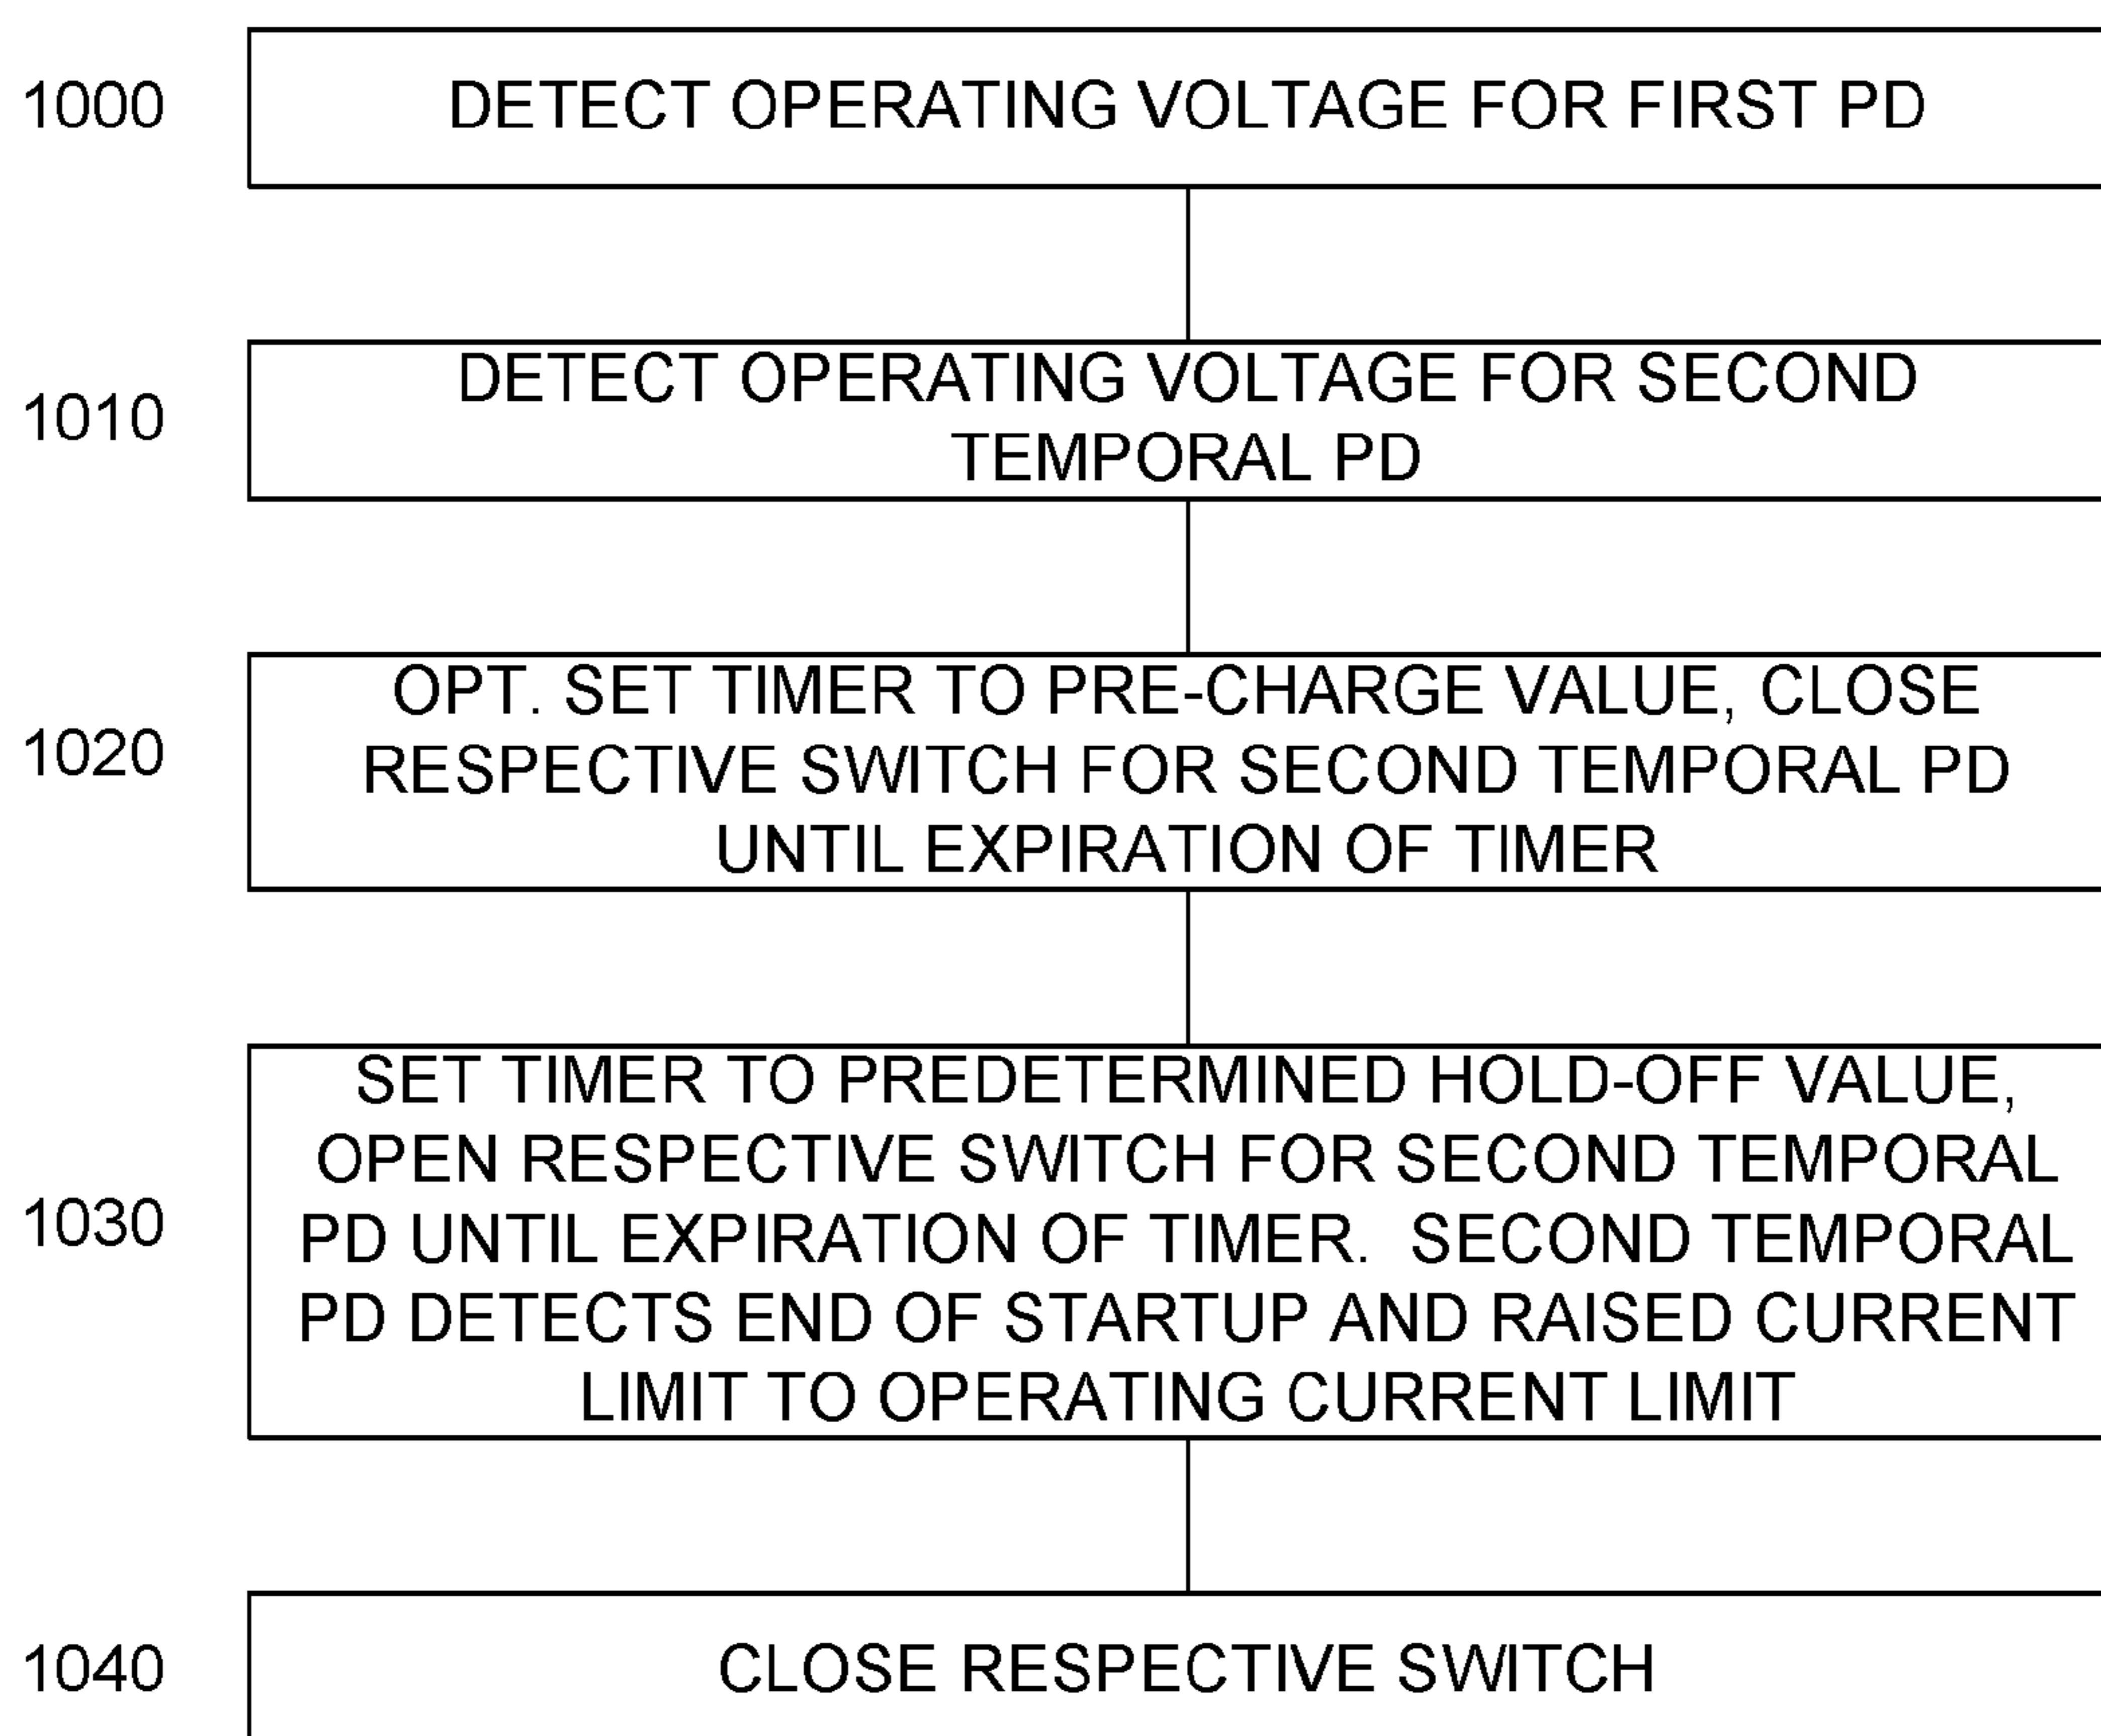 1000
DETECT OPERATING VOLTAGE FOR FIRST PD
1010
DETECT OPERATING VOLTAGE FOR SECOND
TEMPORAL PD
1020
OPT. SET TIMER TO PRE-CHARGE VALUE, CLOSE
RESPECTIVE SWITCH FOR SECOND TEMPORAL PD
UNTIL EXPIRATION OF TIMER
1030
SET TIMER TO PREDETERMINED HOLD-OFF VALUE,
OPEN RESPECTIVE SWITCH FOR SECOND TEMPORAL
PD UNTIL EXPIRATION OF TIMER. SECOND TEMPORAL
PD DETECTS END OF STARTUP AND RAISED CURRENT
LIMIT TO OPERATING CURRENT LIMIT
1040
CLOSE RESPECTIVE SWITCH